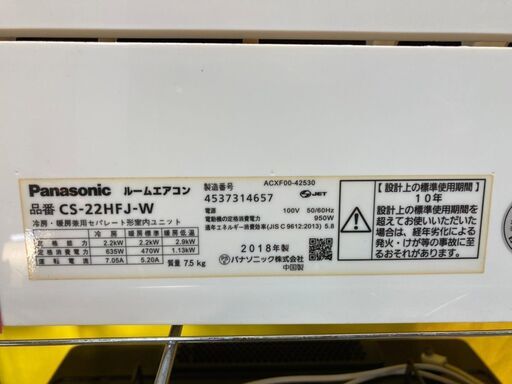 Panasonic ルームエアコン
品番 CS-22HFJ-W
冷房・暖房兼用セパレート形室内ユニット
冷 房 暖房標準 暖房低温
定格能力 2.2kW 2.2kW 2.9kW
定格消費電力 635W 470W 1.13kW
運転電流 7.05A 5.20A
質量 7.5kg
ACXF00-42530
製造番号
4537314657
JET
電源 100V 50/60Hz
電動機の定格消費電力 950W
通年エネルギー消費効率(JIS C 9612:2013) 5.8
2018年製
パナソニック株式会社
中国製
【設計上の標準使用期間】
10年
設計上の標準使用期間を
超えてお使いいただいた
場合は、経年劣化による
発火・けが等の事故に至
るおそれがあります。